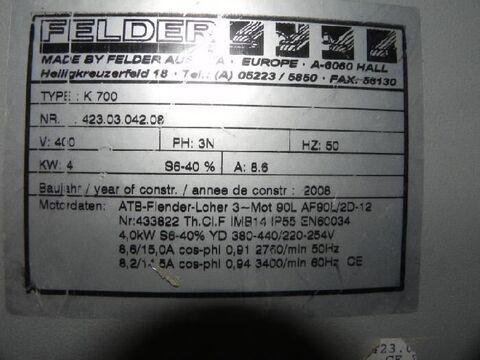 FELDER
MADE BY FELDER AUS A · EUROPE · A-6060 HALL
Heiligkreuzerfeld 18 · Tel.: (A) 05223 / 5850 · FAX: 56130
TYPE : K 700
NR. : 423.03.042.08
V: 400 PH: 3N HZ: 50
KW: 4 S6-40 % A: 8.6
Baujahr / year of constr. / annee de constr : 2008
Motordaten: ATB-Flender-Loher 3~Mot 90L AF90L/2D-12
Nr:433822 Th.Cl.F IMB14 IP55 EN60034
4,0kW S6-40% YD 380-440/220-254V
8,6/15,0A cos-phi 0,91 2760/min 50Hz
cos-phi 0,94 3400/min 60Hz CE